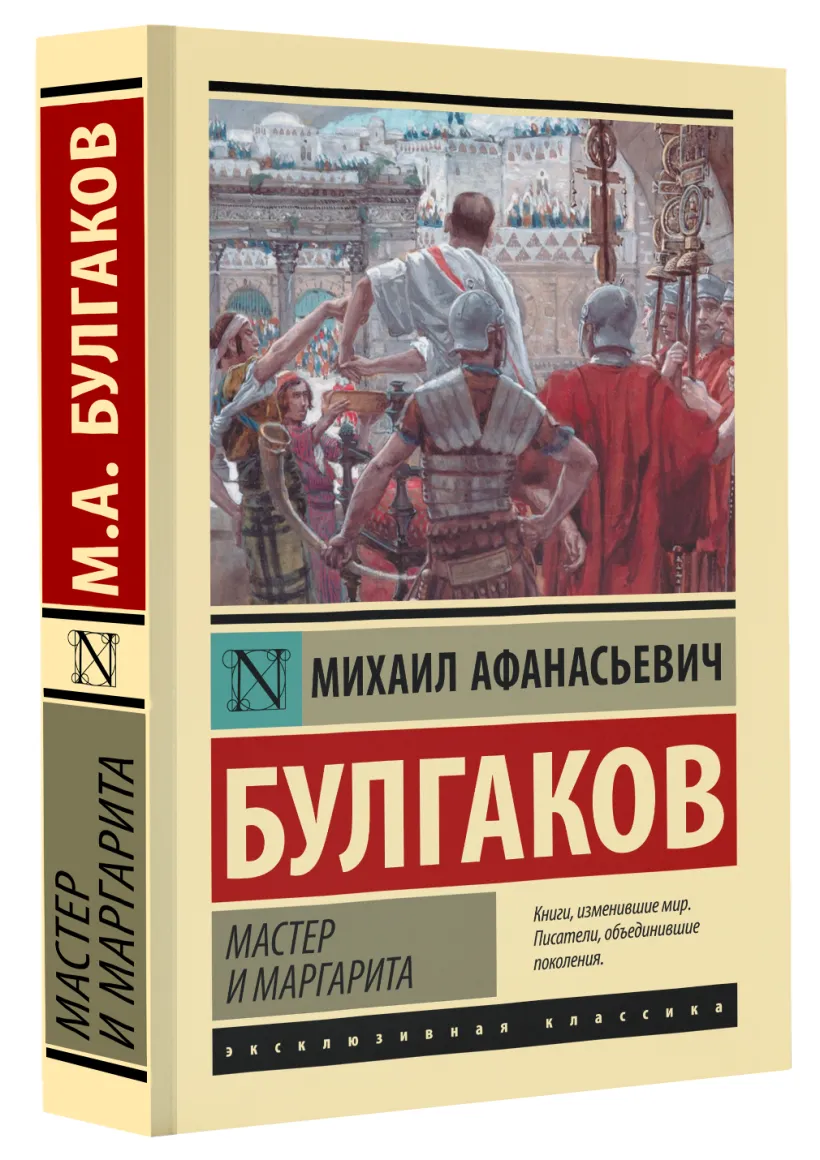 М.А. БУЛГАКОВ
N
МАСТЕР
И МАРГАРИТА
N
МИХАИЛ АФАНАСЬЕВИЧ
БУЛГАКОВ
МАСТЕР
И МАРГАРИТА
Книги, изменившие мир.
Писатели, объединившие
поколения.
эксклюзивная классика